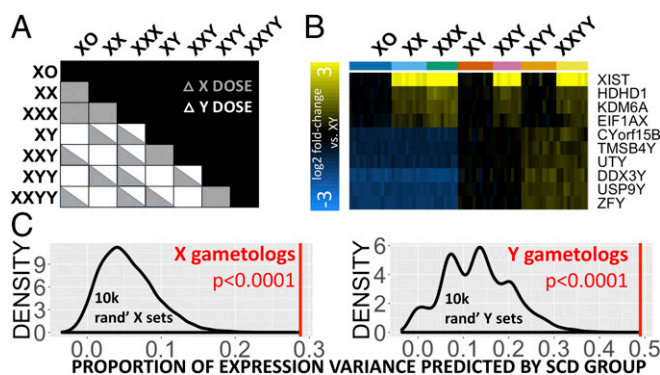 A
XO XX XXX XY XXY XYY XXYY
XO
XX
XXX
XY
XXY
XYY
XXYY
△ X DOSE
△ Y DOSE
B
XO XX XXX XY XXY XYY XXYY
3
log2 fold-change
vs. XY
-3
XIST
HDHD1
KDM6A
EIF1AX
CYorf15B
TMSB4Y
UTY
DDX3Y
USP9Y
ZFY
C
DENSITY
9
6
3
0
X gametologs
p<0.0001
10k
rand' X sets
0.0 0.1 0.2 0.3
DENSITY
6
4
2
0
Y gametologs
p<0.0001
10k
rand' Y sets
0.0 0.1 0.2 0.3 0.4 0.5
PROPORTION OF EXPRESSION VARIANCE PREDICTED BY SCD GROUP